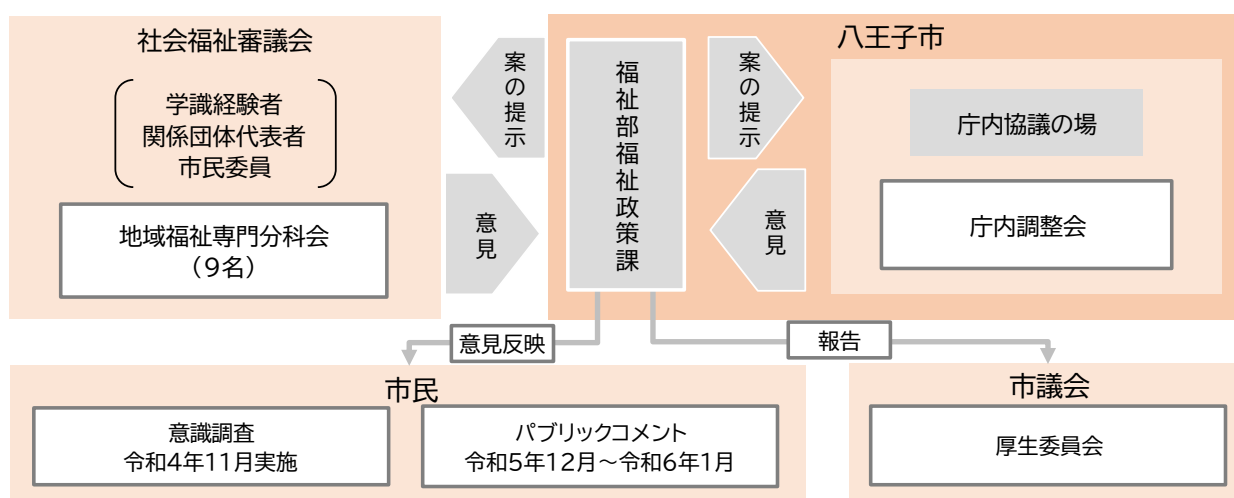 社会福祉審議会
学識経験者
関係団体代表者
市民委員
地域福祉専門分科会
（9名）
案の提示
意見
福祉部福祉政策課
案の提示
意見
八王子市
庁内協議の場
庁内調整会
意見反映
報告
市民
意識調査
令和4年11月実施
パブリックコメント
令和5年12月～令和6年1月
市議会
厚生委員会